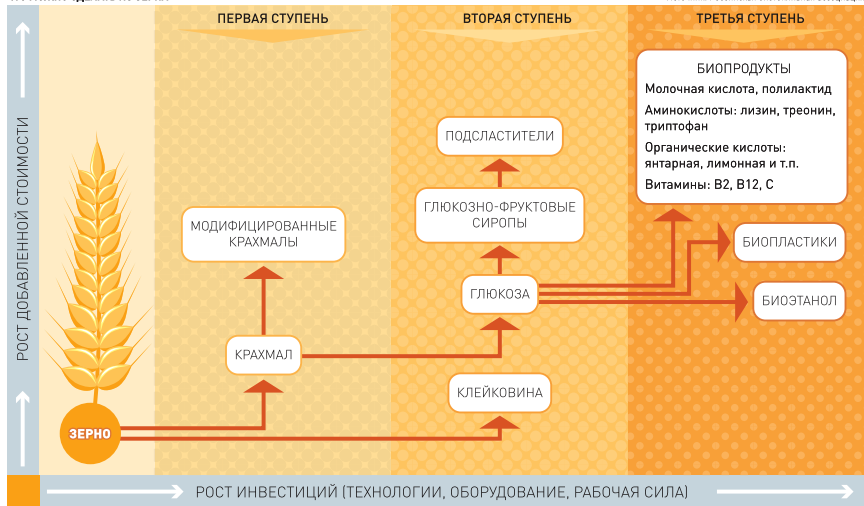 ПЕРВАЯ СТУПЕНЬ
ВТОРАЯ СТУПЕНЬ
ТРЕТЬЯ СТУПЕНЬ
БИОПРОДУКТЫ
Молочная кислота, полилактид
Аминокислоты: лизин, треонин,
триптофан
Органические кислоты:
янтарная, лимонная и т.п.
Витамины: B2, B12, C
ПОДСЛАСТИТЕЛИ
ГЛЮКОЗНО-ФРУКТОВЫЕ
СИРОПЫ
МОДИФИЦИРОВАННЫЕ
КРАХМАЛЫ
БИОПЛАСТИКИ
ГЛЮКОЗА
БИОЭТАНОЛ
КРАХМАЛ
КЛЕЙКОВИНА
ЗЕРНО
РОСТ ДОБАВЛЕННОЙ СТОИМОСТИ
РОСТ ИНВЕСТИЦИЙ (ТЕХНОЛОГИИ, ОБОРУДОВАНИЕ, РАБОЧАЯ СИЛА)